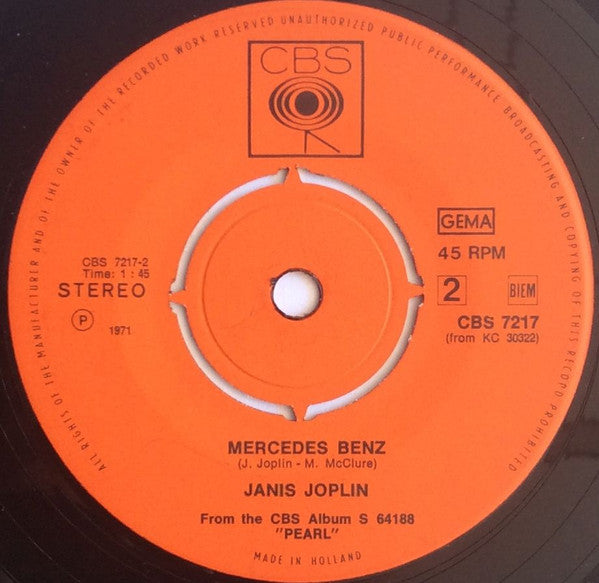 ALL RIGHTS OF THE MANUFACTURER AND OF THE OWNER OF THE RECORDED WORK RESERVED UNAUTHORIZED PUBLIC PERFORMANCE BROADCASTING AND COPYING OF THIS RECORD PROHIBITED
CBS
CBS 7217-2
Time: 1 : 45
STEREO
P 1971
GEMA
45 RPM
2 BIEM
CBS 7217
(from KC 30322)
MERCEDES BENZ
(J. Joplin - M. McClure)
JANIS JOPLIN
From the CBS Album S 64188
"PEARL"
MADE IN HOLLAND